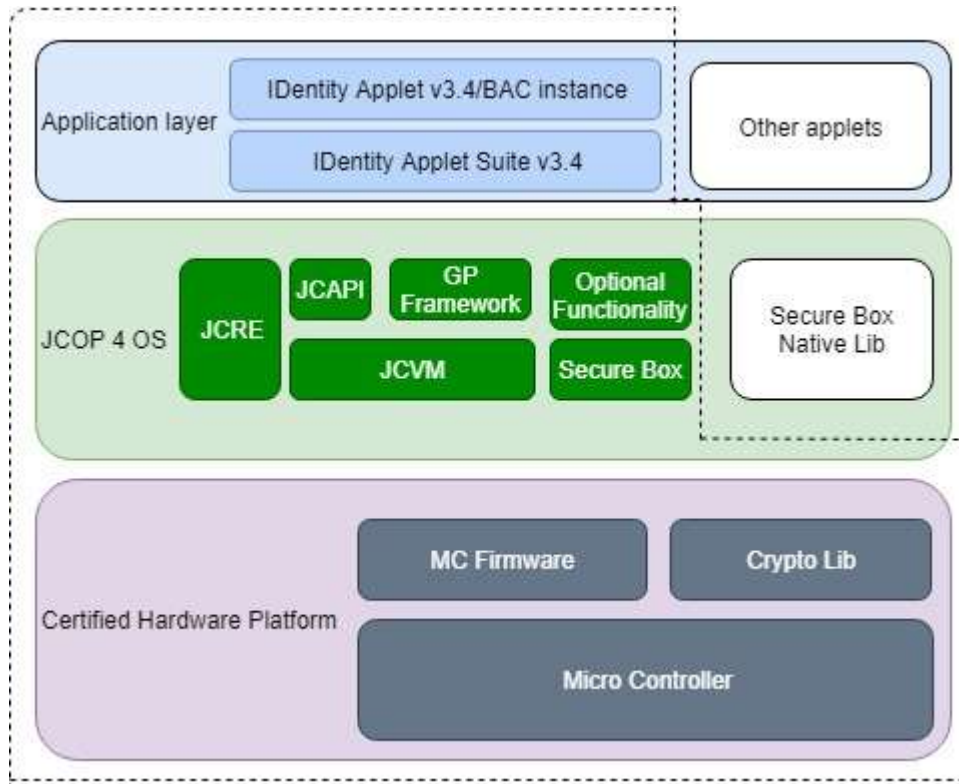 IDentity Applet v3.4/BAC instance
Application layer
IDentity Applet Suite v3.4
Other applets
JCOP 4 OS
JCRE
JCAPI
GP
Framework
Optional
Functionality
JCVM
Secure Box
Secure Box
Native Lib
Certified Hardware Platform
MC Firmware
Crypto Lib
Micro Controller